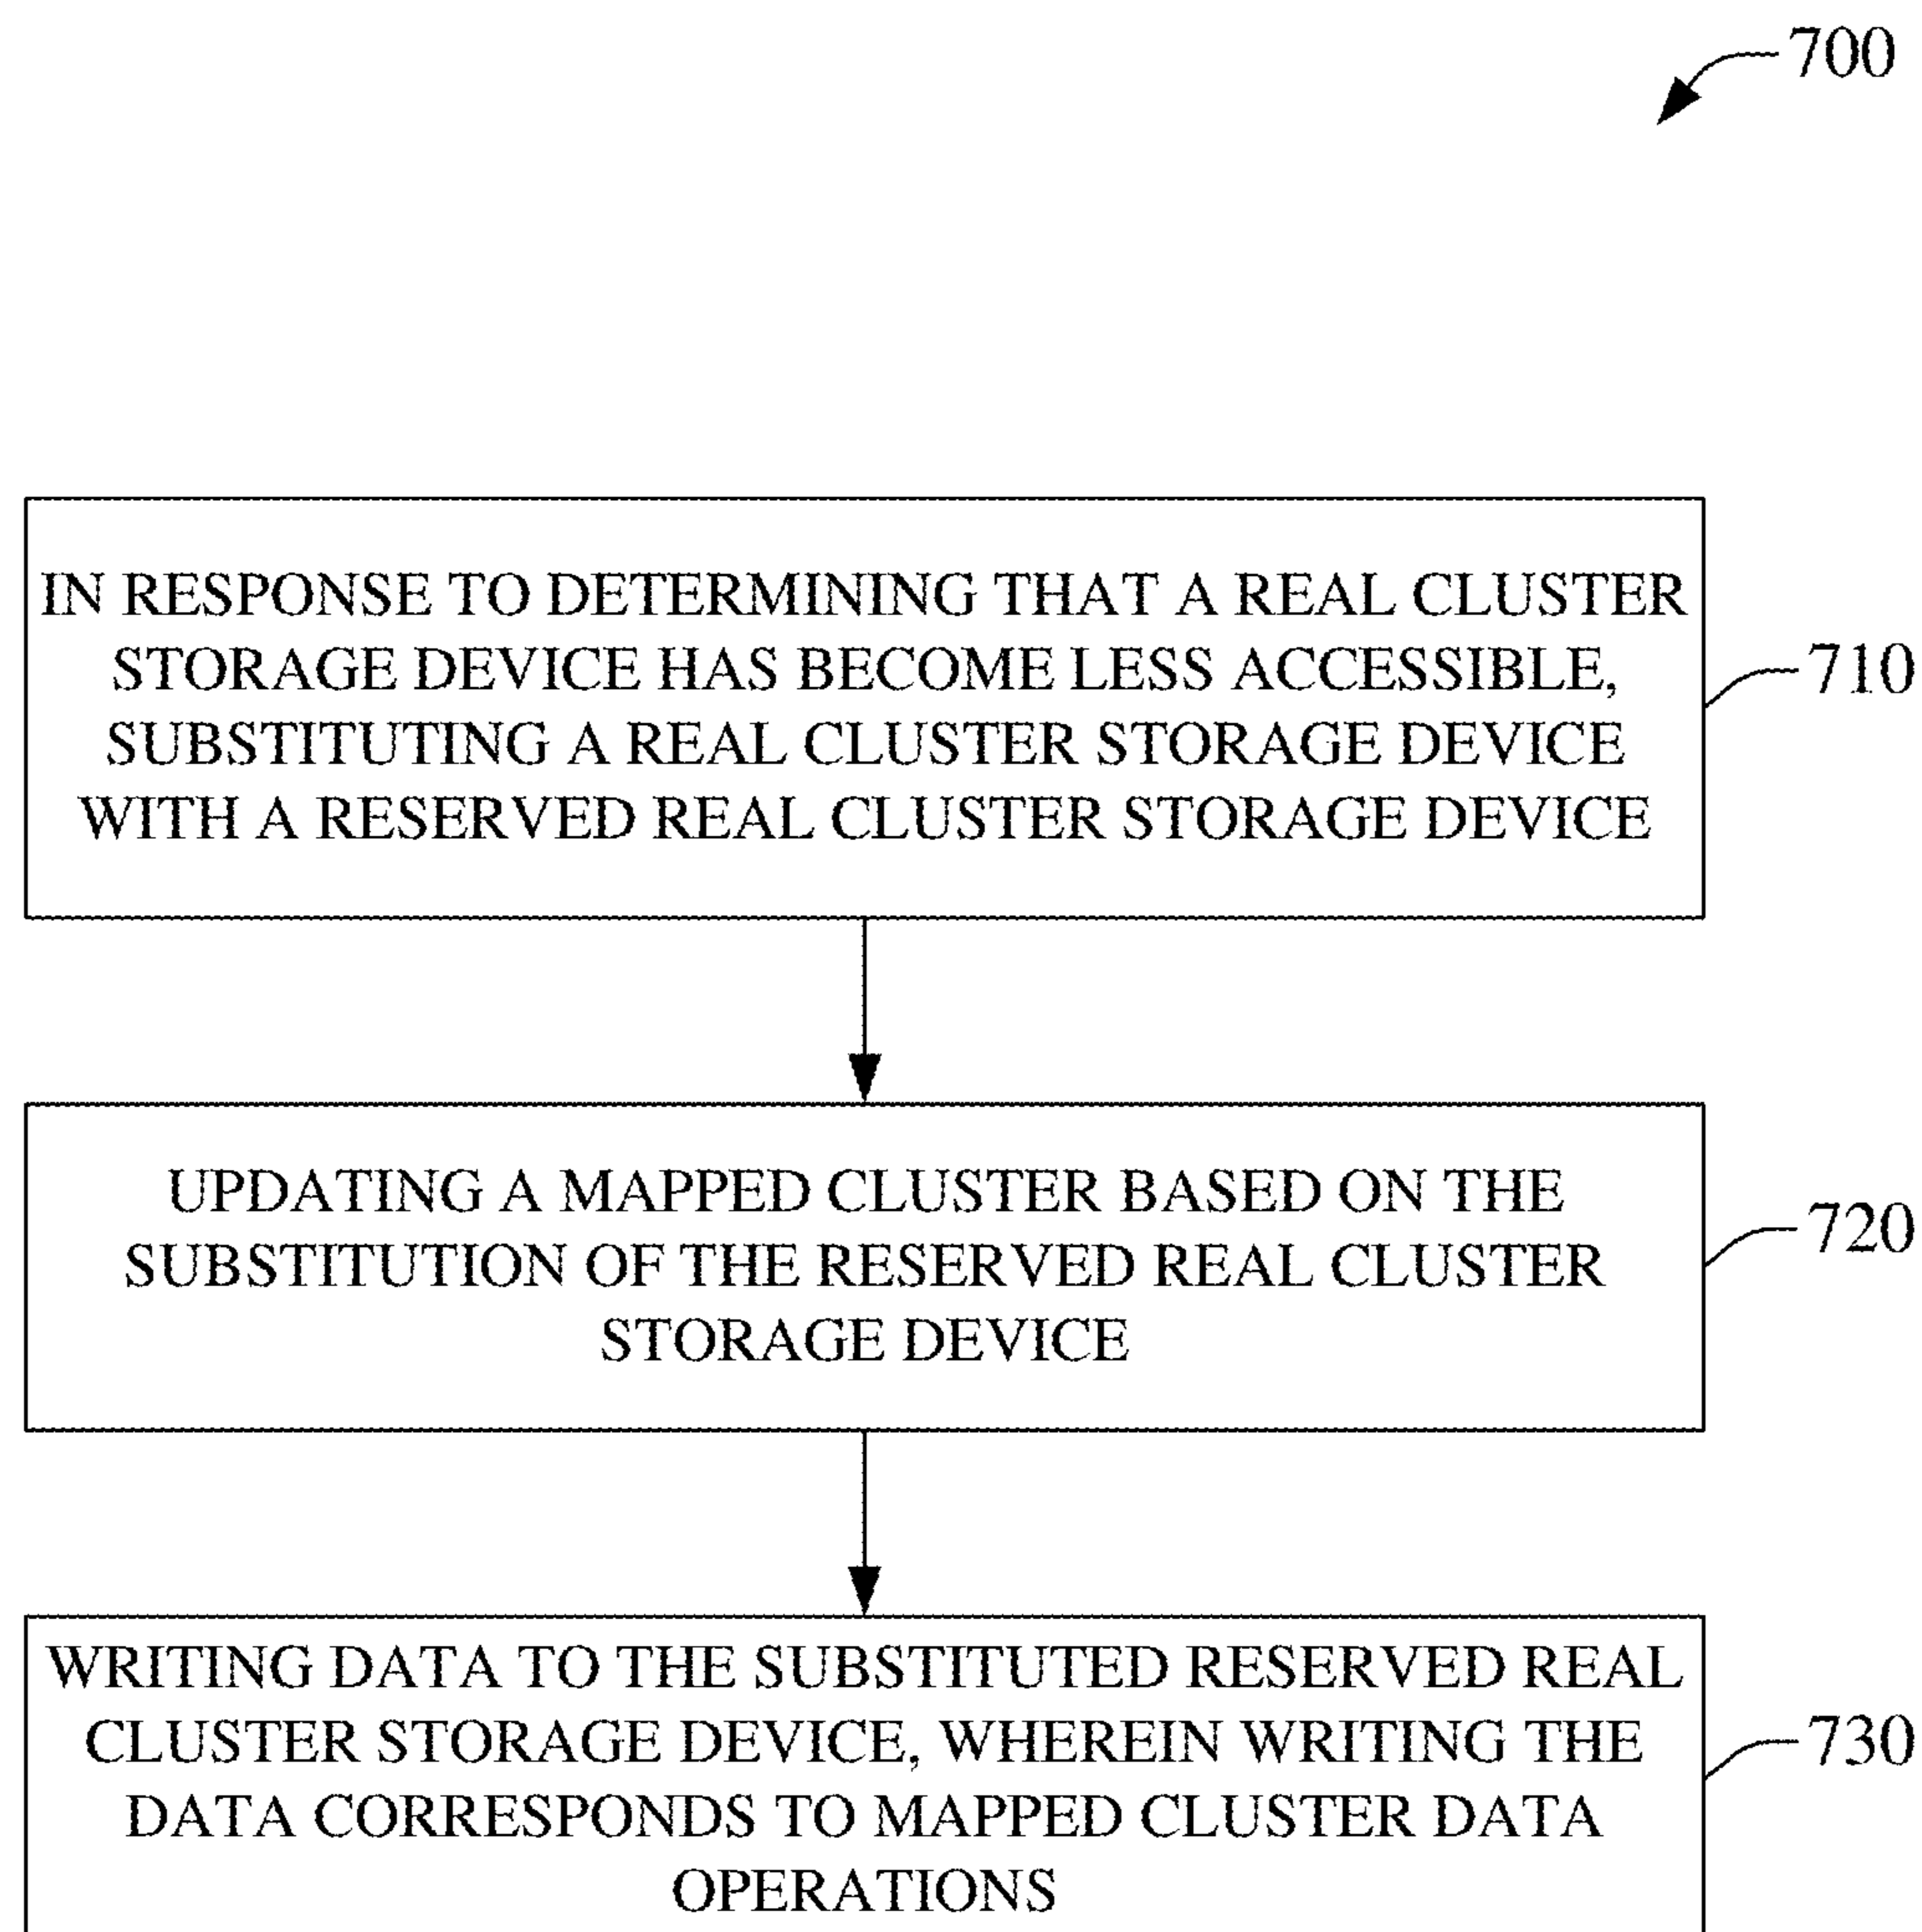 700
IN RESPONSE TO DETERMINING THAT A REAL CLUSTER
STORAGE DEVICE HAS BECOME LESS ACCESSIBLE,
SUBSTITUTING A REAL CLUSTER STORAGE DEVICE
WITH A RESERVED REAL CLUSTER STORAGE DEVICE
710
UPDATING A MAPPED CLUSTER BASED ON THE
SUBSTITUTION OF THE RESERVED REAL CLUSTER
STORAGE DEVICE
720
WRITING DATA TO THE SUBSTITUTED RESERVED REAL
CLUSTER STORAGE DEVICE, WHEREIN WRITING THE
DATA CORRESPONDS TO MAPPED CLUSTER DATA
OPERATIONS
730